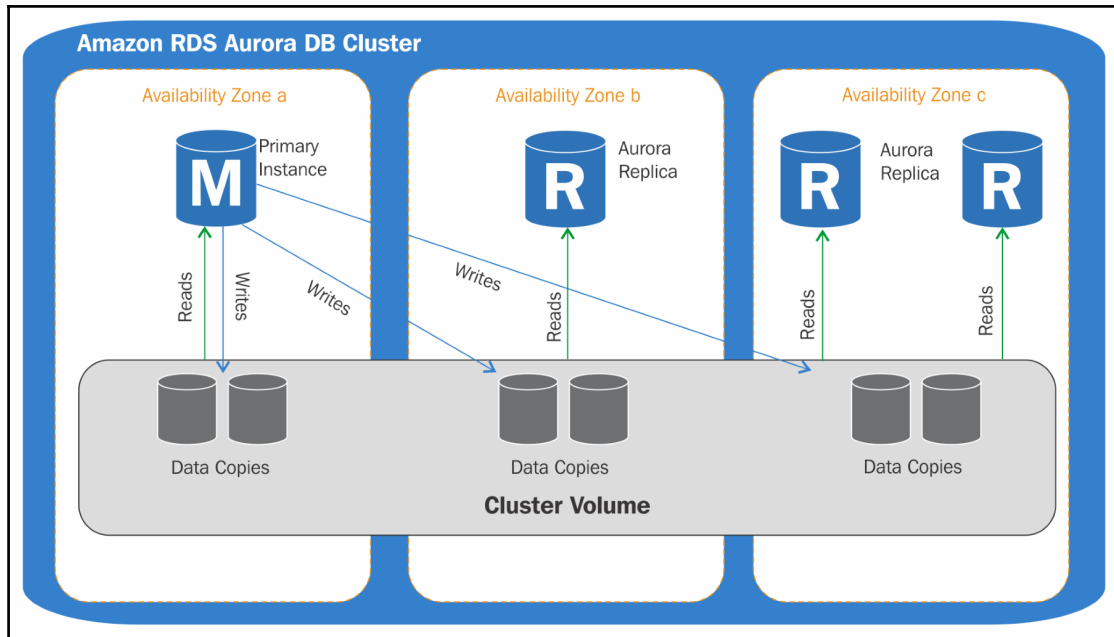 Amazon RDS Aurora DB Cluster
Availability Zone a
Availability Zone b
Availability Zone c
M
Primary
Instance
R
Aurora
Replica
R
Aurora
Replica
R
Reads
Writes
Writes
Writes
Reads
Reads
Reads
Data Copies
Data Copies
Data Copies
Cluster Volume